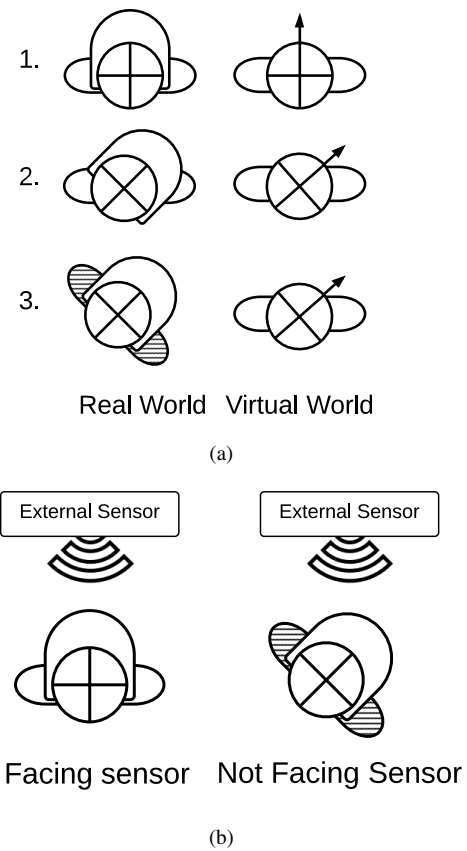 1.
2.
3.
Real World Virtual World
(a)
External Sensor External Sensor
Facing sensor Not Facing Sensor
(b)